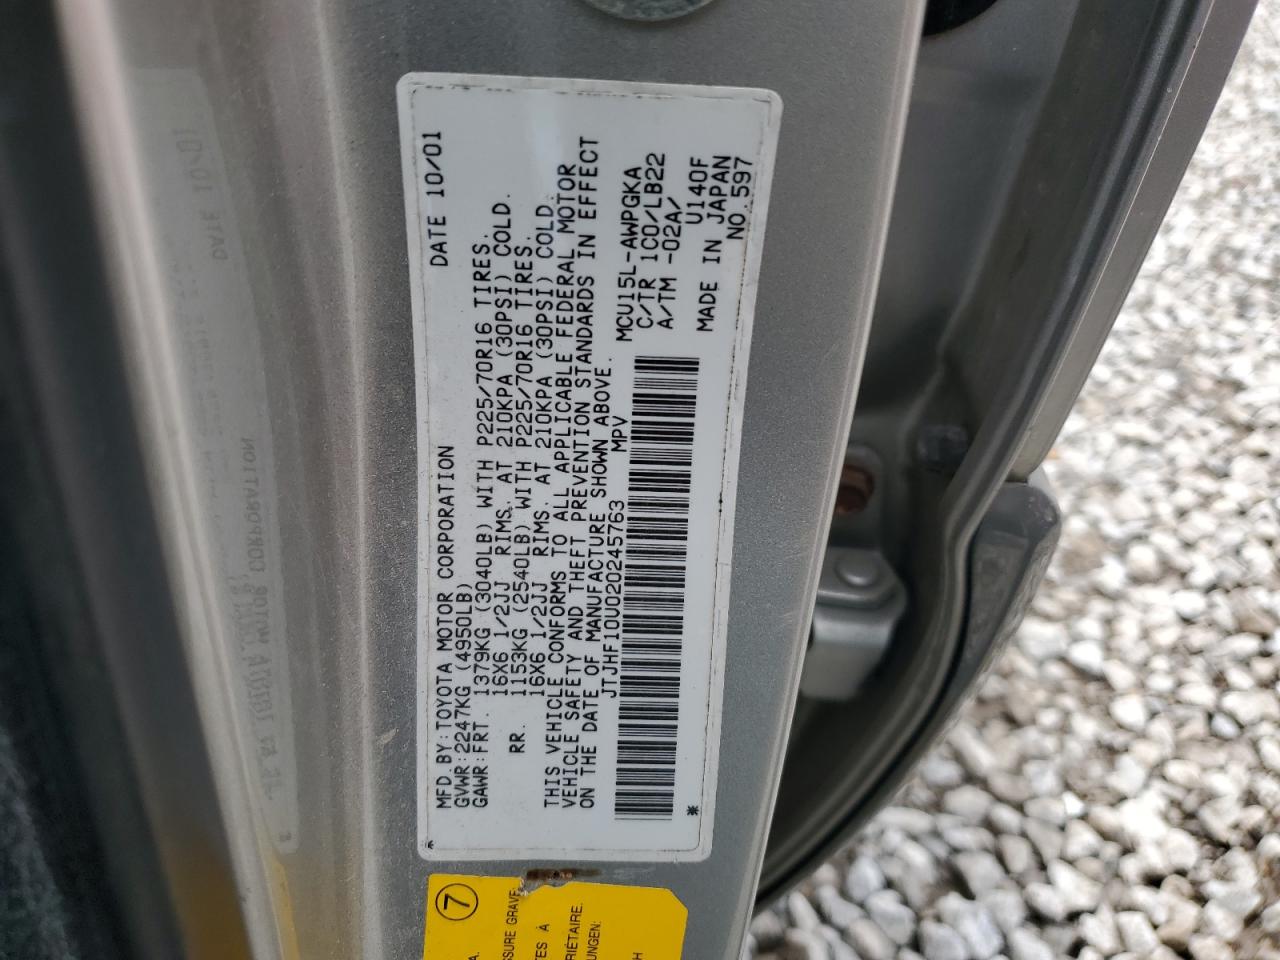 MFD.BY:TOYOTA MOTOR CORPORATION DATE 10/01
GVWR:2247KG (4950LB)
GAWR:FRT. 1379KG (3040LB) WITH P225/70R16 TIRES.
16X6 1/2JJ RIMS. AT 210KPA (30PSI) COLD.
RR. 1153KG (2540LB) WITH P225/70R16 TIRES.
16X6 1/2JJ RIMS. AT 210KPA (30PSI) COLD.
THIS VEHICLE CONFORMS TO ALL APPLICABLE FEDERAL MOTOR
VEHICLE SAFETY AND THEFT PREVENTION STANDARDS IN EFFECT
ON THE DATE OF MANUFACTURE SHOWN ABOVE.
JTJHF10U020245763 MPV
MCU15L-AWPGKA
C/TR 1C0/LB22
A/TM -02A/
U140F
MADE IN JAPAN
NO.597
*
7
GRAVE
À